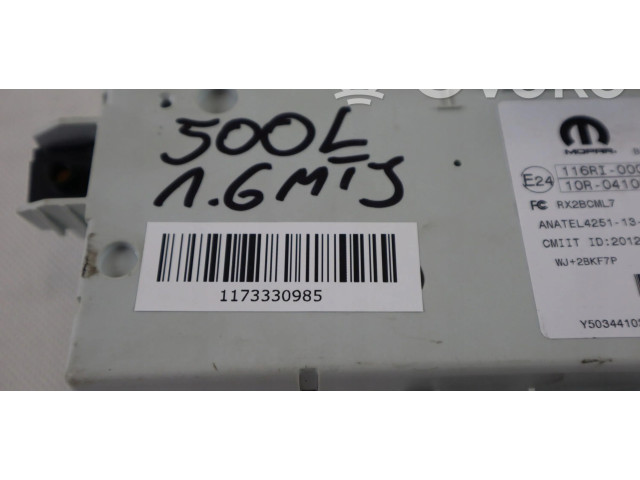 500L
1.6MTJ
1173330985
MOPAR
E24
116RI-000
10R-0410
FC RX2BCML7
ANATEL4251-13-
CMIIT ID:2012
WJ+2BKF7P
Y5034410